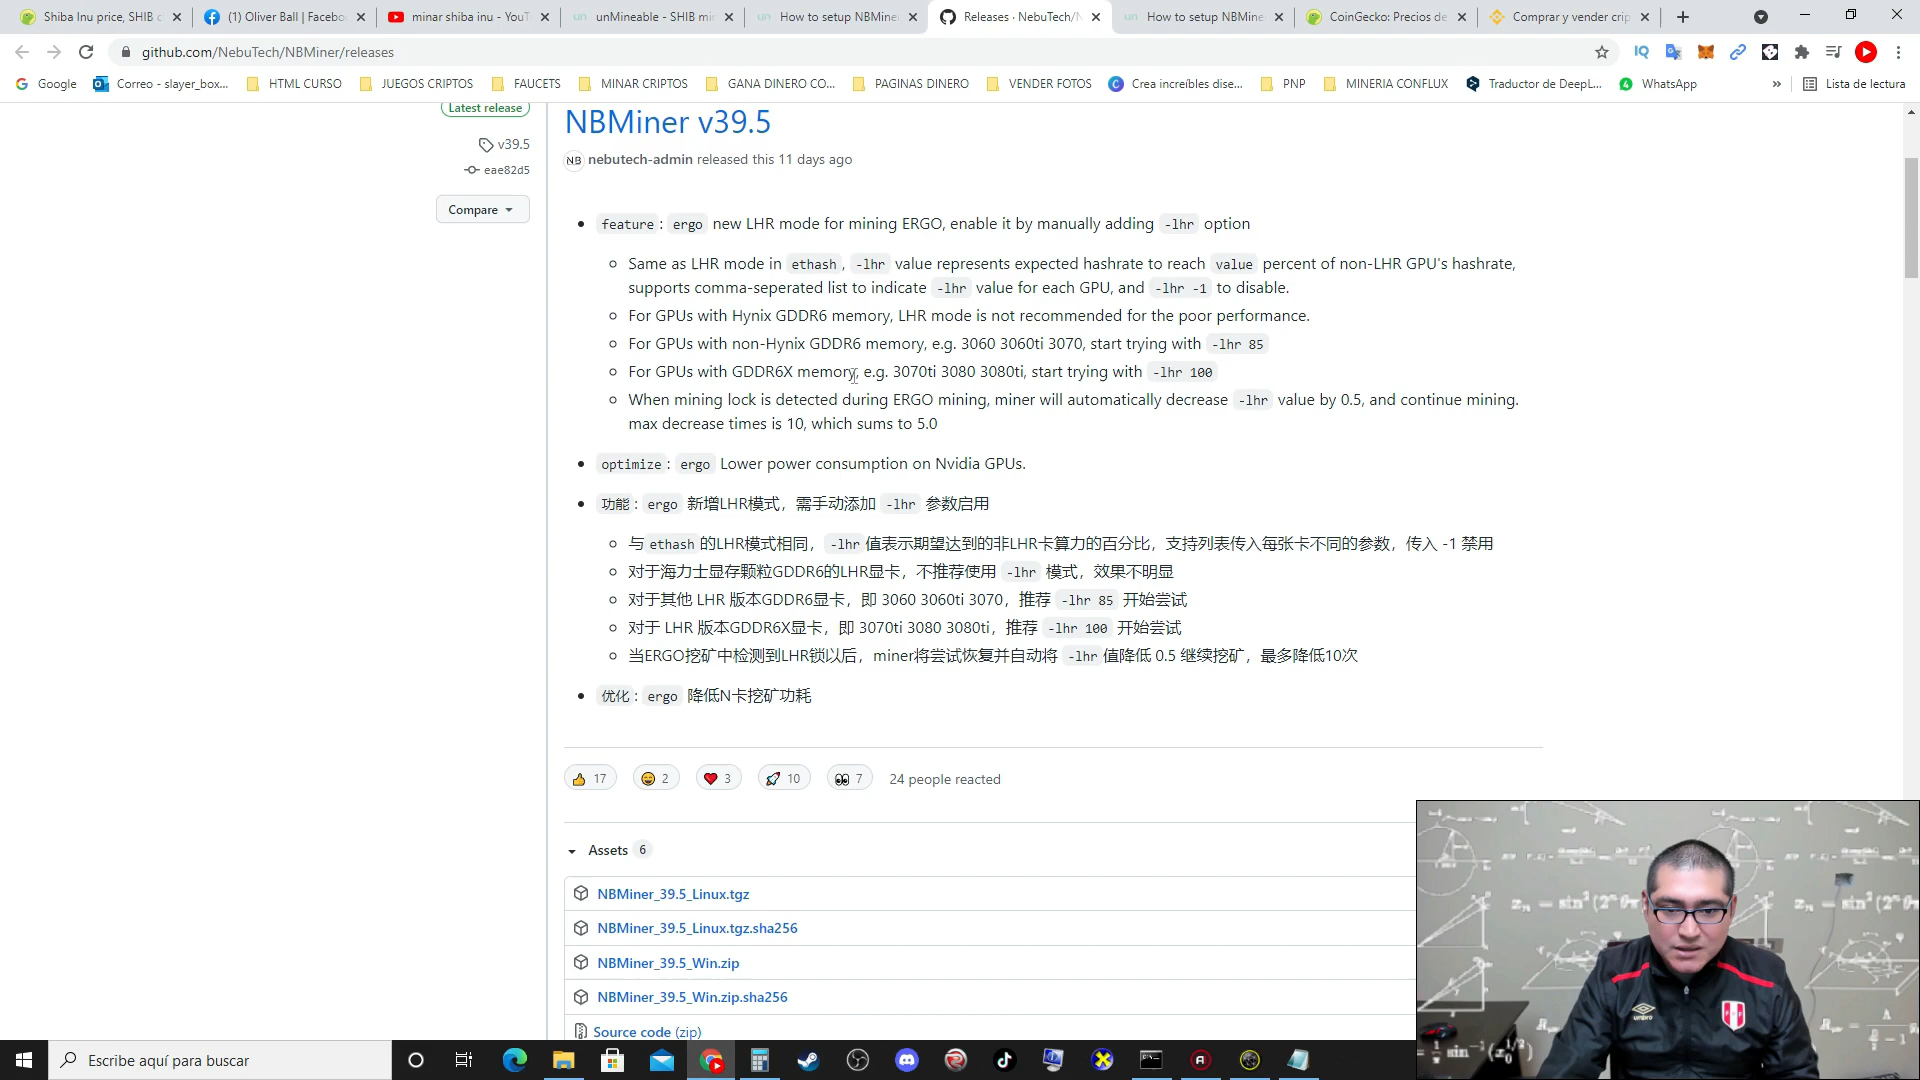 Shiba Inu price, SHIB c
(1) Oliver Ball | Facebo
minar shiba inu - YouT
unMineable - SHIB mi
How to setup NBMine
Releases · NebuTech/N
How to setup NBMine
CoinGecko: Precios de
Comprar y vender crip
github.com/NebuTech/NBMiner/releases
Google
Correo - slayer_box...
HTML CURSO
JUEGOS CRIPTOS
FAUCETS
MINAR CRIPTOS
GANA DINERO CO...
PAGINAS DINERO
VENDER FOTOS
Crea increíbles dise...
PNP
MINERIA CONFLUX
Traductor de DeepL...
WhatsApp
»
Lista de lectura
Latest release
v39.5
eae82d5
Compare
NBMiner v39.5
NB nebutech-admin released this 11 days ago
feature : ergo new LHR mode for mining ERGO, enable it by manually adding -lhr option
Same as LHR mode in ethash, -lhr value represents expected hashrate to reach value percent of non-LHR GPU's hashrate,
supports comma-seperated list to indicate -lhr value for each GPU, and -lhr -1 to disable.
For GPUs with Hynix GDDR6 memory, LHR mode is not recommended for the poor performance.
For GPUs with non-Hynix GDDR6 memory, e.g. 3060 3060ti 3070, start trying with -lhr 85
For GPUs with GDDR6X memory, e.g. 3070ti 3080 3080ti, start trying with -lhr 100
When mining lock is detected during ERGO mining, miner will automatically decrease -lhr value by 0.5, and continue mining.
max decrease times is 10, which sums to 5.0
optimize : ergo Lower power consumption on Nvidia GPUs.
功能 : ergo 新增LHR模式，需手动添加 -lhr 参数启用
与 ethash 的LHR模式相同， -lhr 值表示期望达到的非LHR卡算力的百分比，支持列表传入每张卡不同的参数，传入 -1 禁用
对于海力士显存颗粒GDDR6的LHR显卡，不推荐使用 -lhr 模式，效果不明显
对于其他 LHR 版本GDDR6显卡，即 3060 3060ti 3070，推荐 -lhr 85 开始尝试
对于 LHR 版本GDDR6X显卡，即 3070ti 3080 3080ti，推荐 -lhr 100 开始尝试
当ERGO挖矿中检测到LHR锁以后，miner将尝试恢复并自动将 -lhr 值降低 0.5 继续挖矿，最多降低10次
优化 : ergo 降低N卡挖矿功耗
17
2
3
10
7
24 people reacted
Assets 6
NBMiner_39.5_Linux.tgz
NBMiner_39.5_Linux.tgz.sha256
NBMiner_39.5_Win.zip
NBMiner_39.5_Win.zip.sha256
Source code (zip)
umbro
Escribe aquí para buscar